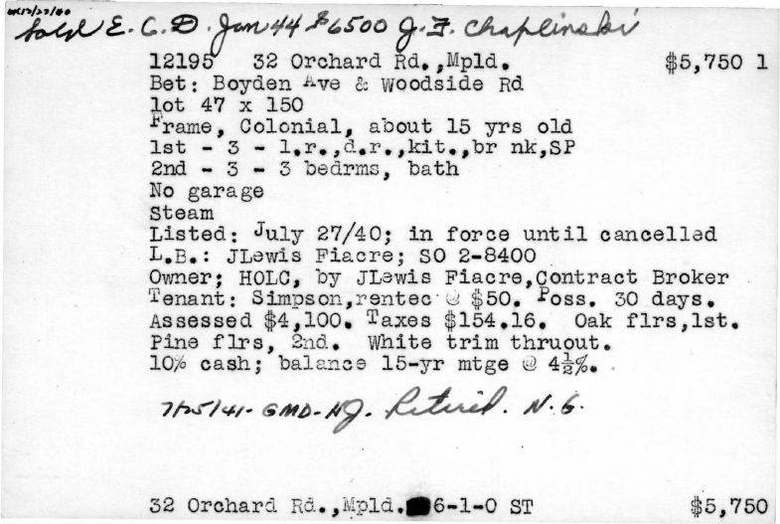 Sold E. C. D. Jan 44 $6500 J. F. Chaplinski
12195 32 Orchard Rd.,Mpld. $5,750 1
Bet: Boyden Ave & Woodside Rd
lot 47 x 150
Frame, Colonial, about 15 yrs old
1st - 3 - l.r.,d.r.,kit.,br nk,SP
2nd - 3 - 3 bedrms, bath
No garage
Steam
Listed: July 27/40; in force until cancelled
L.B.: JLewis Fiacre; SO 2-8400
Owner; HOLC, by JLewis Fiacre,Contract Broker
Tenant: Simpson,rented @ $50. Poss. 30 days.
Assessed $4,100. Taxes $154.16. Oak flrs,1st.
Pine flrs, 2nd. White trim thruout.
10% cash; balance 15-yr mtge @ 4½%.
7/25/41- GMD- HJ. Retired. N. G.
32 Orchard Rd.,Mpld. 6-1-0 ST $5,750